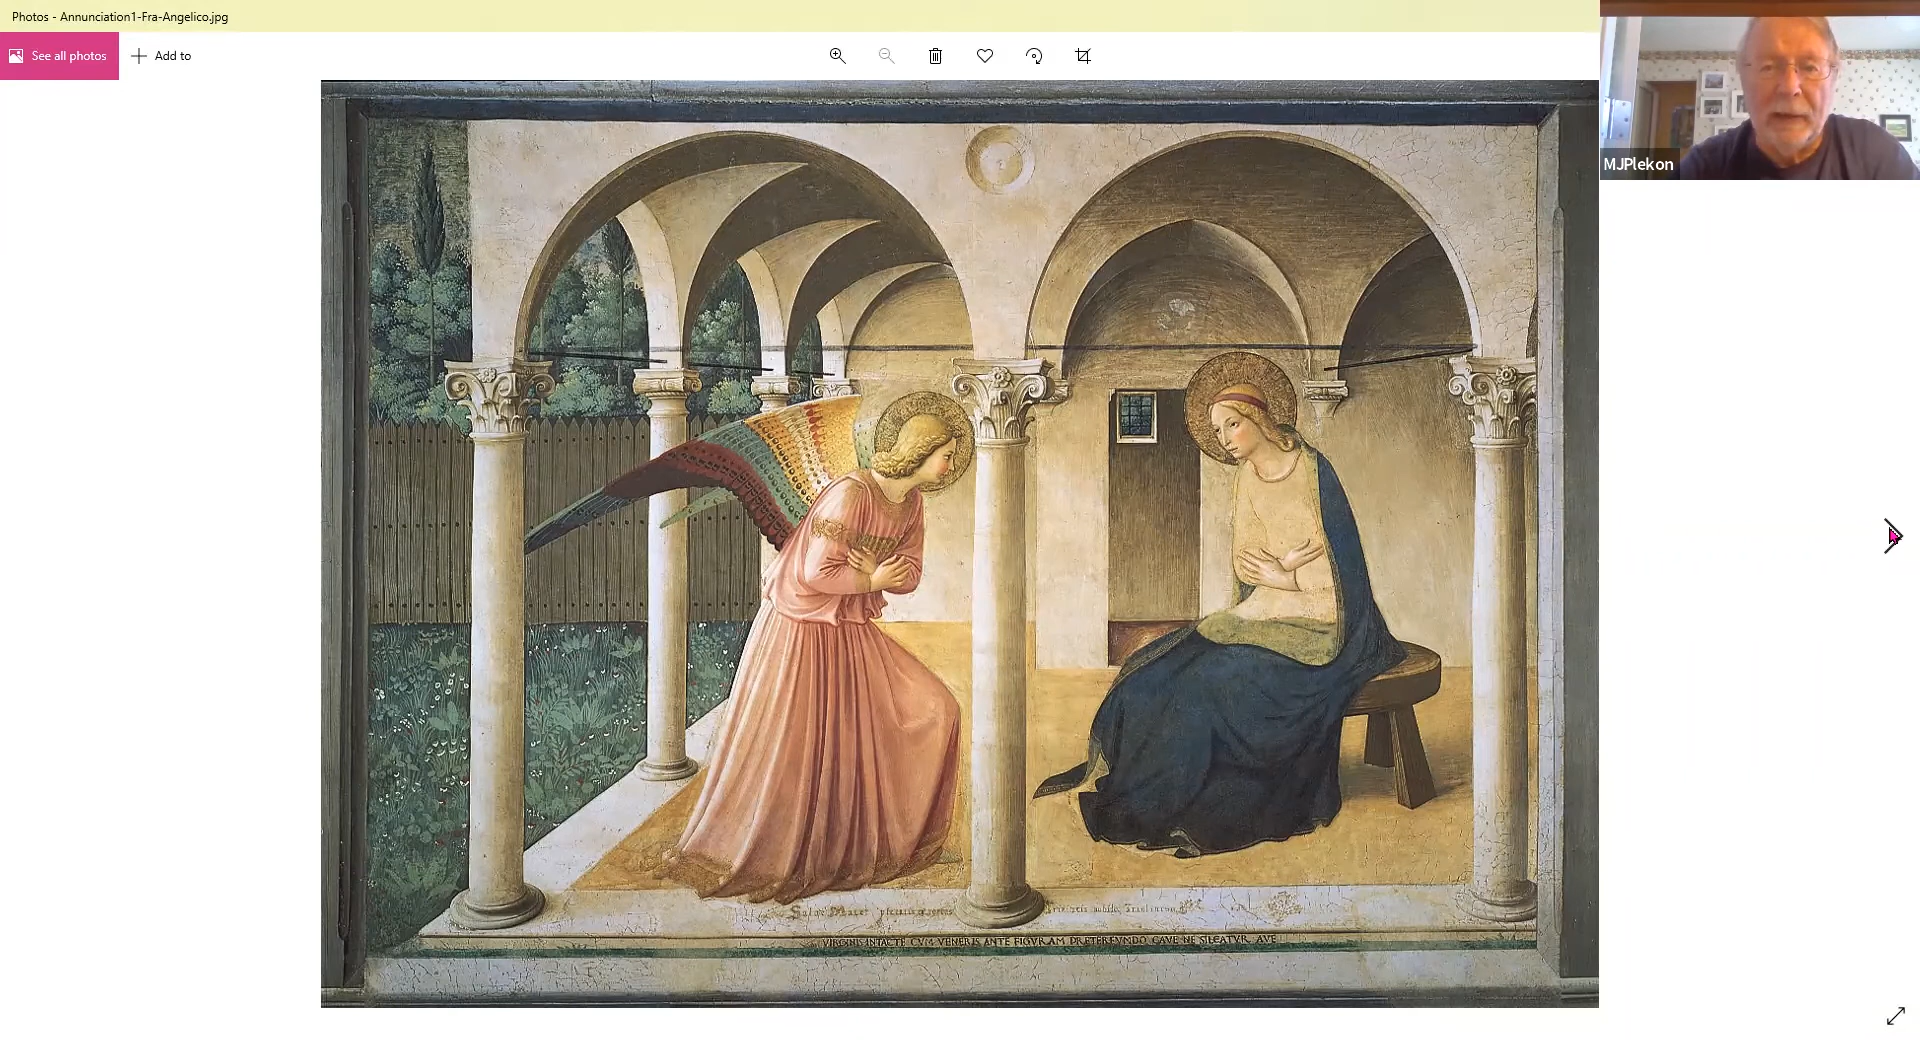 Photos - Annunciation1-Fra-Angelico.jpg
See all photos
Add to
MJPlekon
VIRGINIS INTACTE CVM VENERIS ANTE FIGVRAM PRETEREVNDO CAVE NE SILEATVR AVE